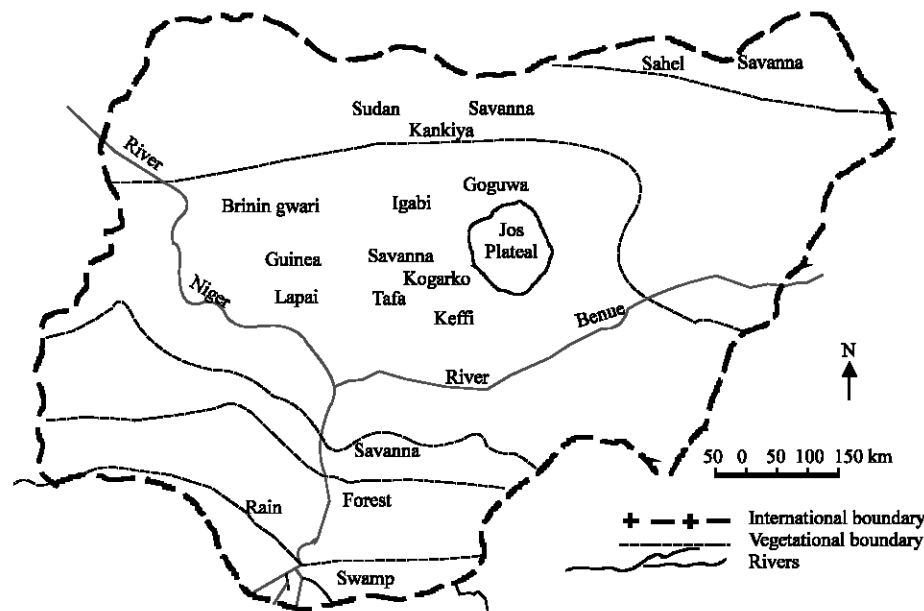 Sahel Savanna
Sudan Savanna
Kankiya
River
Goguwa
Brinin gwari Igabi
Jos
Plateal
Guinea Savanna
Kogarko
Niger Lapai Tafa
Keffi Benue
N
River
Savanna
50 0 50 100 150 km
Rain Forest
International boundary
Vegetational boundary
Rivers
Swamp